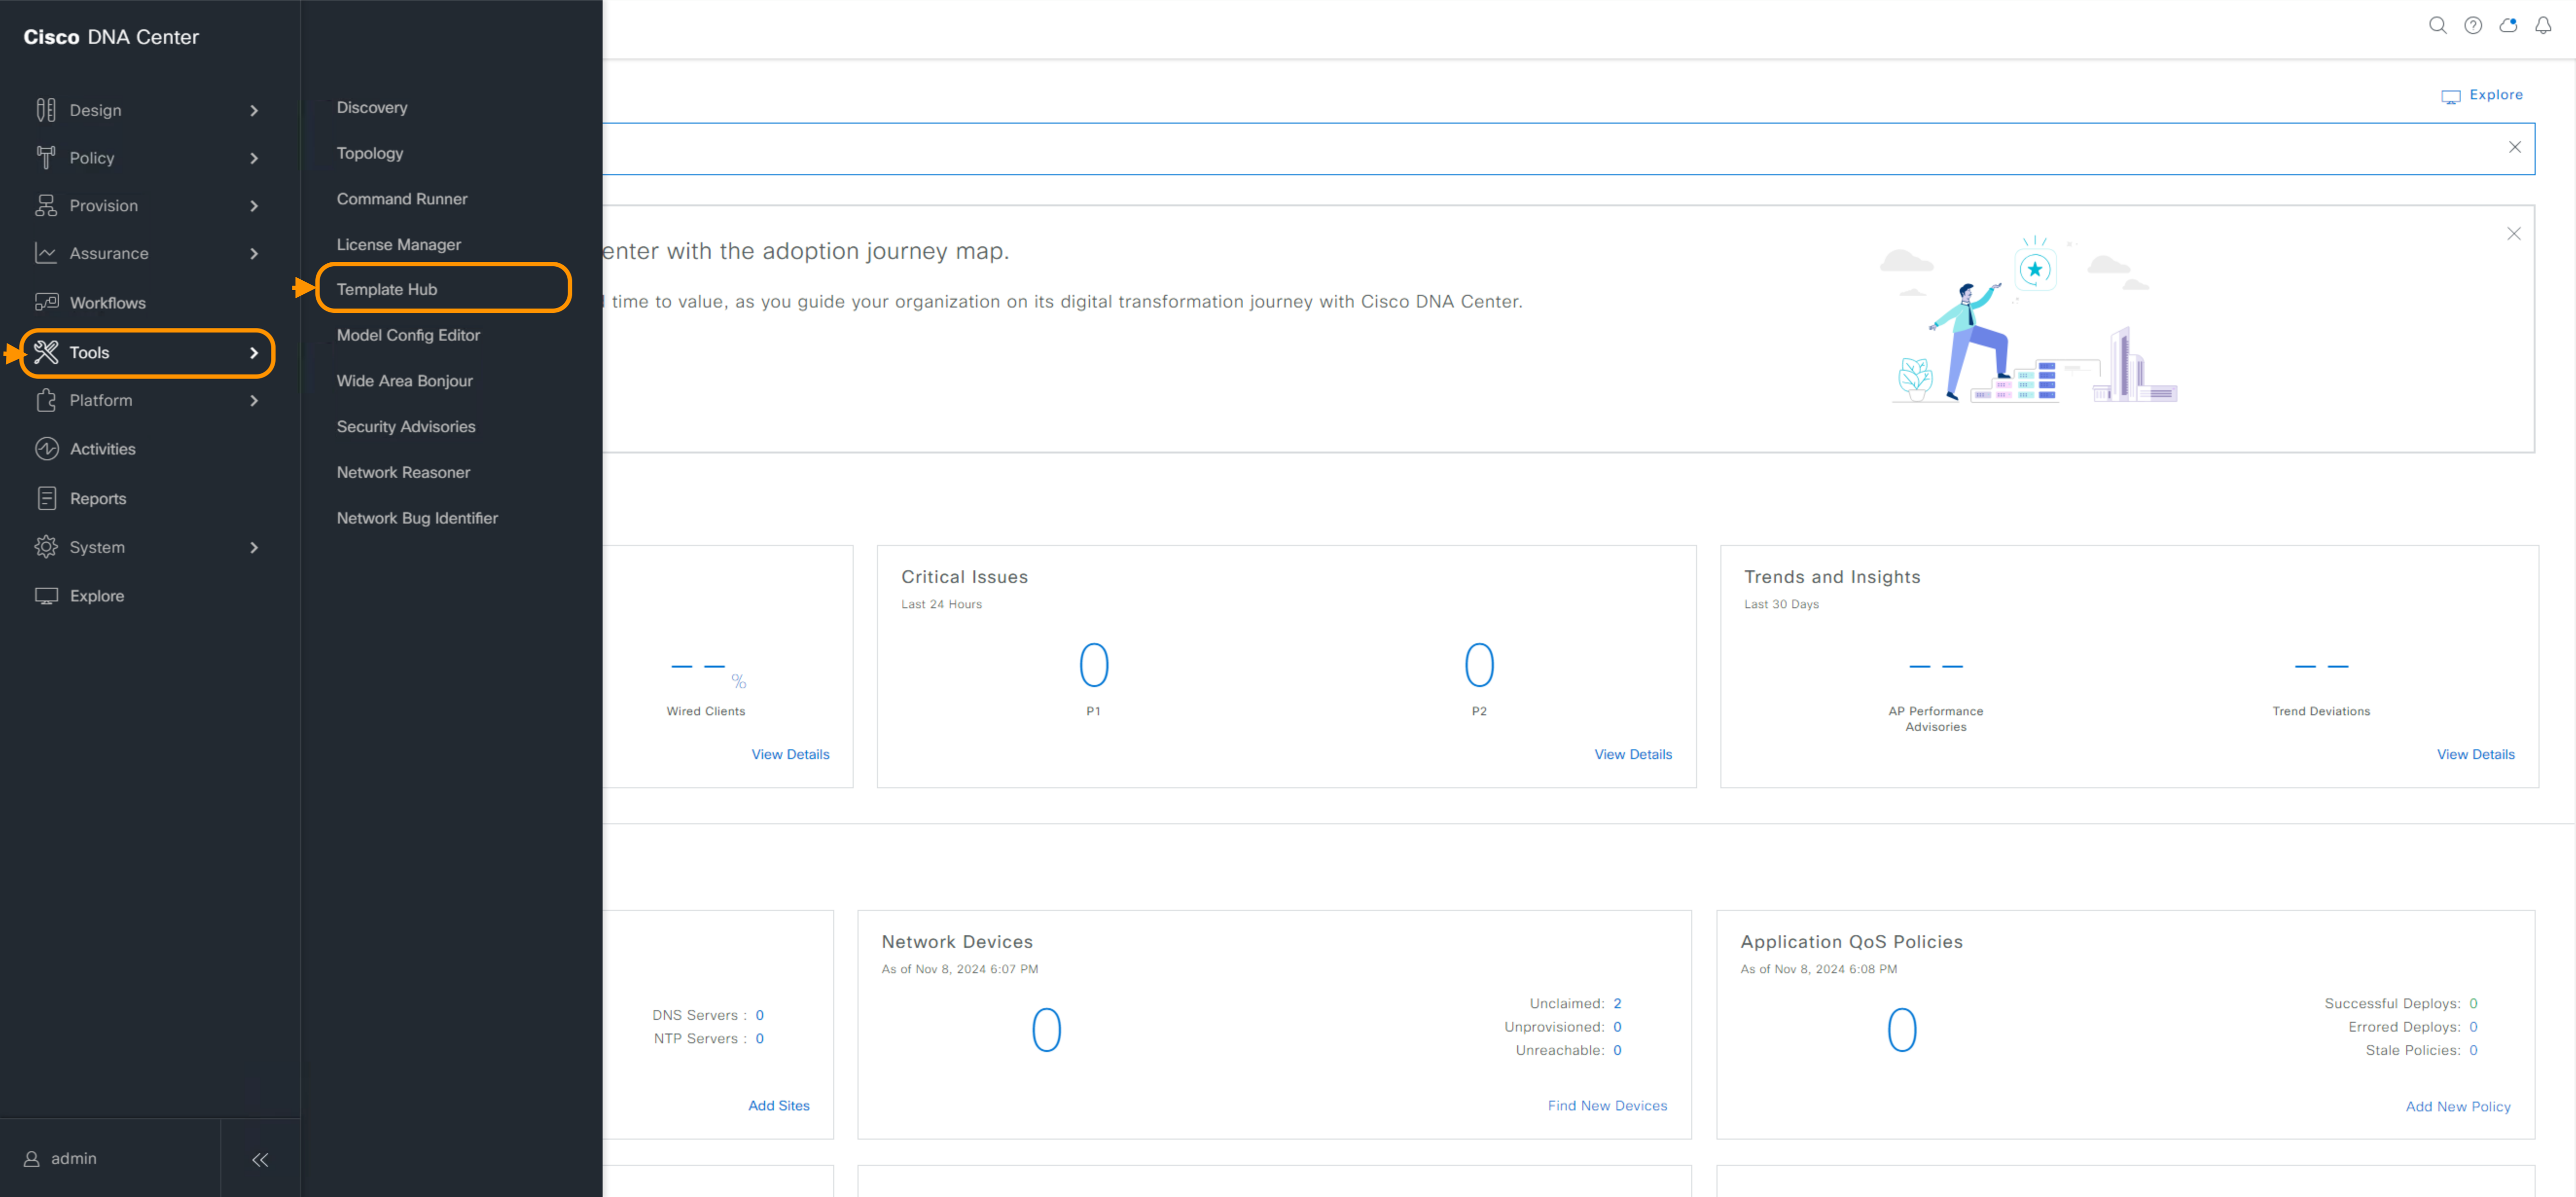 Cisco DNA Center
Design
Policy
Provision
Assurance
Workflows
Tools
Platform
Activities
Reports
System
Explore
admin
Discovery
Topology
Command Runner
License Manager
Template Hub
Model Config Editor
Wide Area Bonjour
Security Advisories
Network Reasoner
Network Bug Identifier
Explore
enter with the adoption journey map.
time to value, as you guide your organization on its digital transformation journey with Cisco DNA Center.
– – %
Wired Clients
View Details
Critical Issues
Last 24 Hours
0
P1
0
P2
View Details
Trends and Insights
Last 30 Days
– –
AP Performance
Advisories
– –
Trend Deviations
View Details
DNS Servers : 0
NTP Servers : 0
Add Sites
Network Devices
As of Nov 8, 2024 6:07 PM
0
Unclaimed: 2
Unprovisioned: 0
Unreachable: 0
Find New Devices
Application QoS Policies
As of Nov 8, 2024 6:08 PM
0
Successful Deploys: 0
Errored Deploys: 0
Stale Policies: 0
Add New Policy